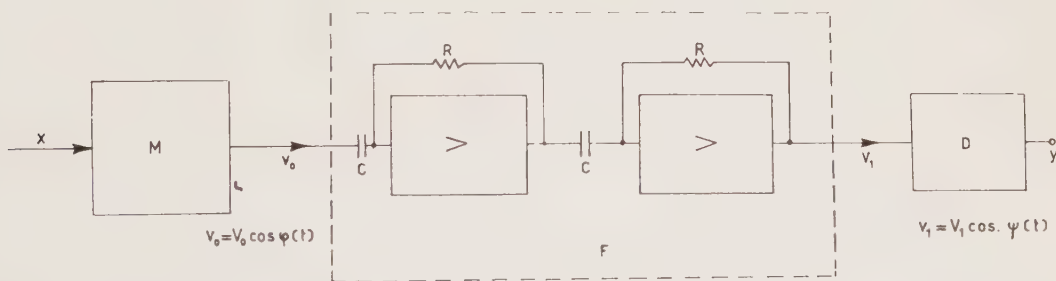 R
R
X
M
v₀
C
>
C
>
v₁
D
y
v₀=V₀ cos φ(t)
F
v₁=V₁ cos. ψ(t)